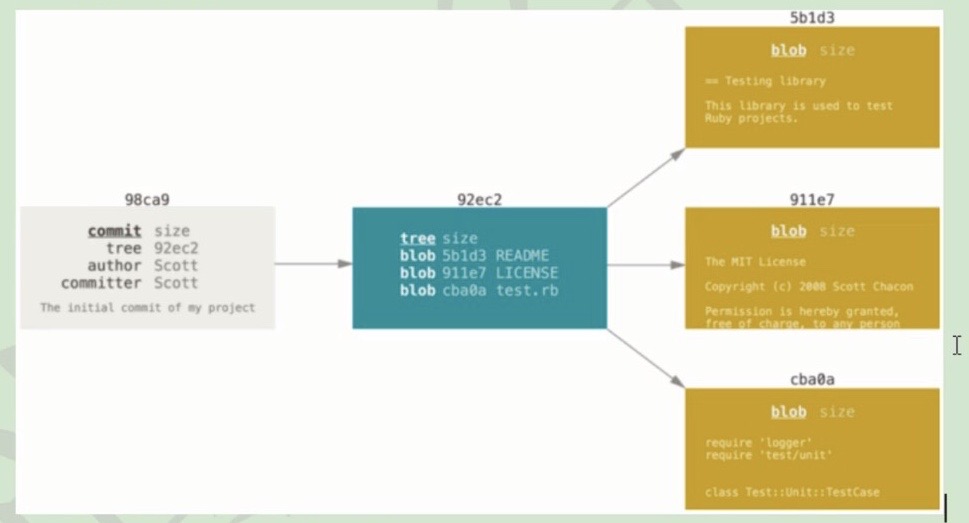 98ca9
commit size
tree 92ec2
author Scott
committer Scott
The initial commit of my project
92ec2
tree size
blob 5b1d3 README
blob 911e7 LICENSE
blob cba0a test.rb
5b1d3
blob size
== Testing library
This library is used to test
Ruby projects.
911e7
blob size
The MIT License
Copyright (c) 2008 Scott Chacon
Permission is hereby granted,
free of charge, to any person
cba0a
blob size
require 'logger'
require 'test/unit'
class Test::Unit::TestCase